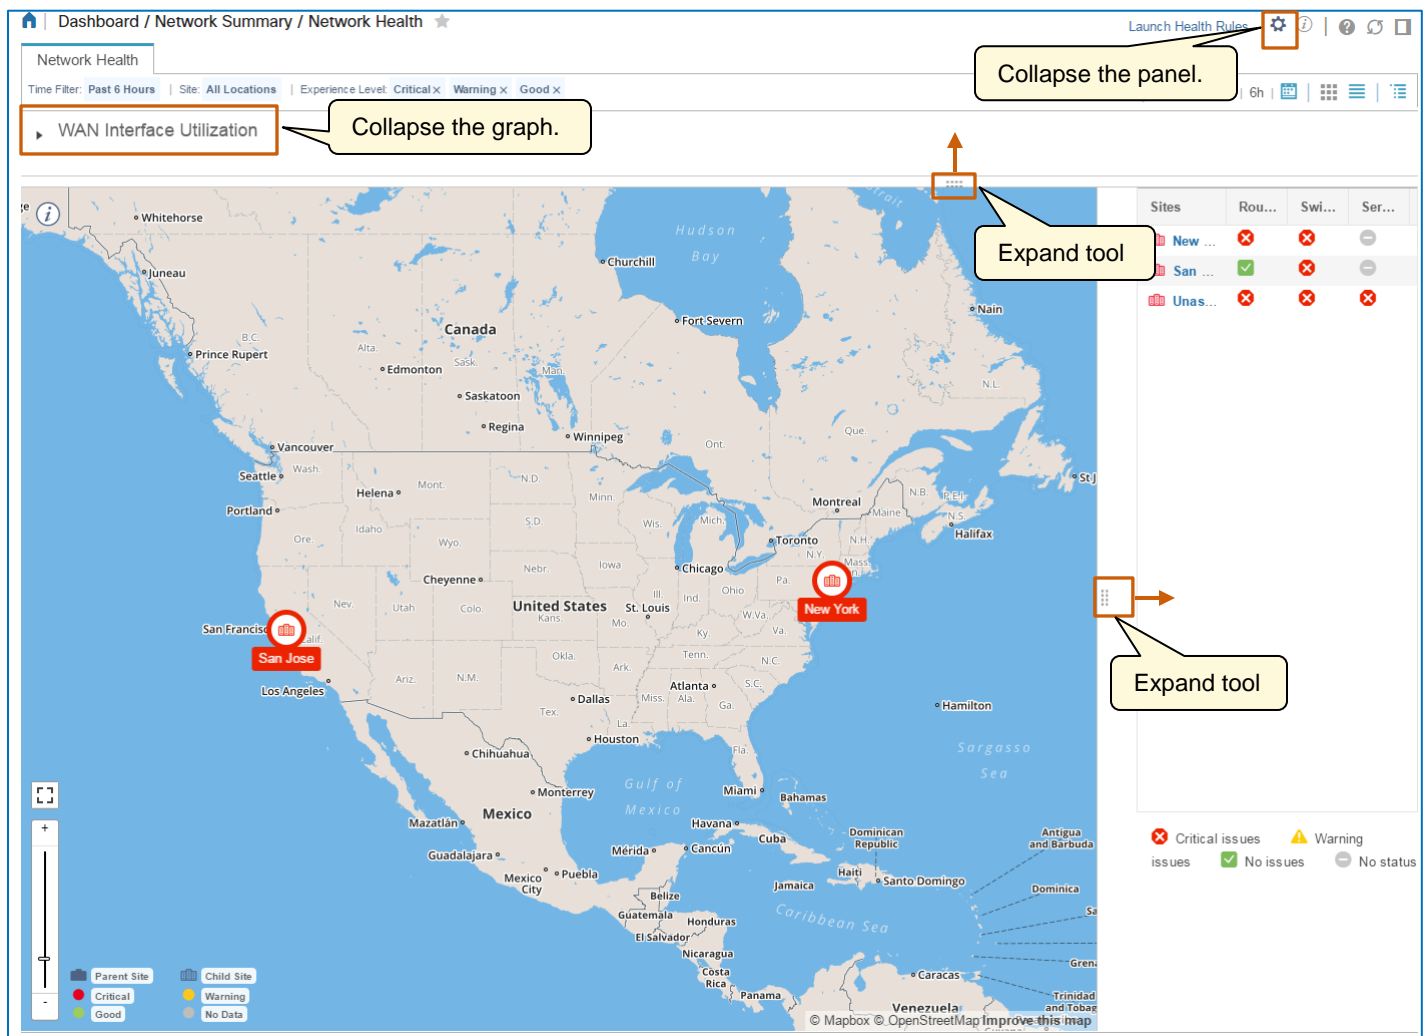 Dashboard / Network Summary / Network Health
Launch Health Rules
Network Health
Collapse the panel.
Time Filter: Past 6 Hours | Site: All Locations | Experience Level: Critical × Warning × Good ×
6h
WAN Interface Utilization
Collapse the graph.
Sites Rou... Swi... Ser...
Expand tool
New ...
San ...
Unas...
Whitehorse
Hudson
Bay
Juneau
Churchill
Nain
Canada
Fort Severn
B.C.
Prince Rupert
Alta.
Edmonton
Sask.
Man.
N.L.
Saskatoon
Regina
Winnipeg
Ont.
Que.
Vancouver
Seattle
Wash.
Helena
Mont.
N.D.
Minn.
Montreal
N.B.
P.E.I.
St J
Portland
Ore.
Idaho
Wyo.
S.D.
Wis.
Mich.
Toronto
N.Y.
Maine
N.H.
N.S.
Halifax
Mass
Cheyenne
Nebr.
Iowa
Chicago
Pa.
Nev.
Utah
Colo.
United States
Kans.
St. Louis
Mo.
Ill.
Ind.
Ohio
W.Va.
New York
San Francisc
Calif.
Ky.
Va.
San Jose
Los Angeles
Ariz.
N.M.
Okla.
Ark.
Tenn.
N.C.
Expand tool
Dallas
Tex.
Miss.
Ala.
Atlanta
Ga.
S.C.
Hamilton
La.
Houston
Fla.
Chihuahua
Sargasso
Sea
Gulf of
Mexico
Monterrey
Miami
Bahamas
Mexico
Mazatlán
Havana
Cuba
Dominican
Republic
Antigua
and Barbuda
Critical issues Warning
issues No issues No status
Guadalajara
Mérida
Cancún
Mexico
City
Puebla
Haiti
Santo Domingo
Jamaica
Dominica
Belize
Guatemala
Honduras
Caribbean Sea
Sa
El Salvador
Nicaragua
Gren
Costa
Rica
Panama
Caracas
Trinidad
and Tobag
Venezuela
+
-
Parent Site Child Site
Critical Warning
Good No Data
© Mapbox © OpenStreetMap Improve this map